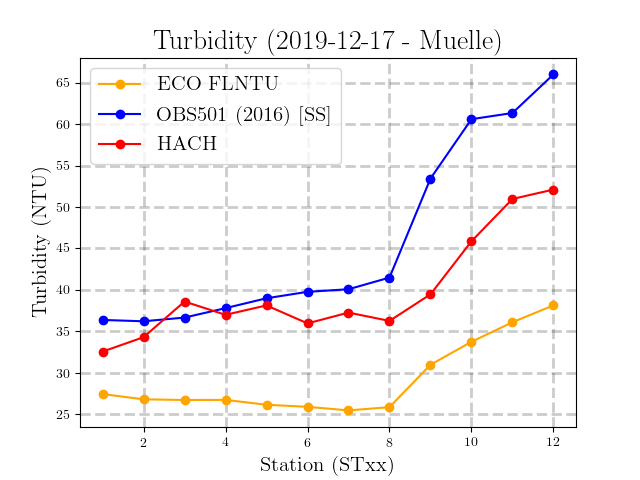 Turbidity (2019-12-17 - Muelle)
ECO FLNTU
OBS501 (2016) [SS]
HACH
Turbidity (NTU)
65
60
55
50
45
40
35
30
25
2 4 6 8 10 12
Station (STxx)